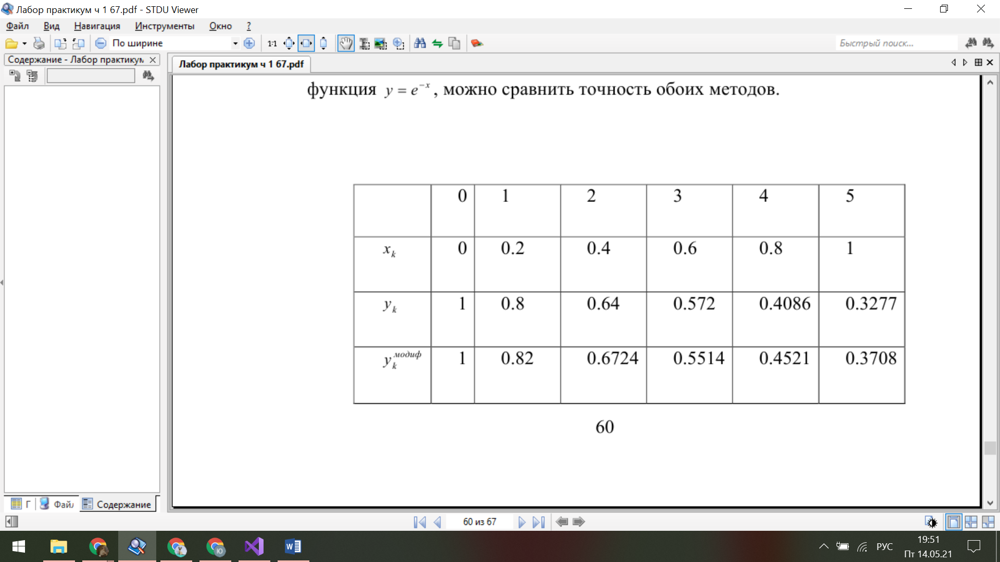 Лабор практикум ч 1 67.pdf - STDU Viewer
Файл Вид Навигация Инструменты Окно ?
По ширине 1:1 Быстрый поиск...
Содержание - Лабор практикум
Лабор практикум ч 1 67.pdf
функция y = e^{-x}, можно сравнить точность обоих методов.
0 1 2 3 4 5
x_k 0 0.2 0.4 0.6 0.8 1
y_k 1 0.8 0.64 0.572 0.4086 0.3277
y_k^{модиф} 1 0.82 0.6724 0.5514 0.4521 0.3708
60
Г Файл Содержание
60 из 67
19:51
РУС
Пт 14.05.21